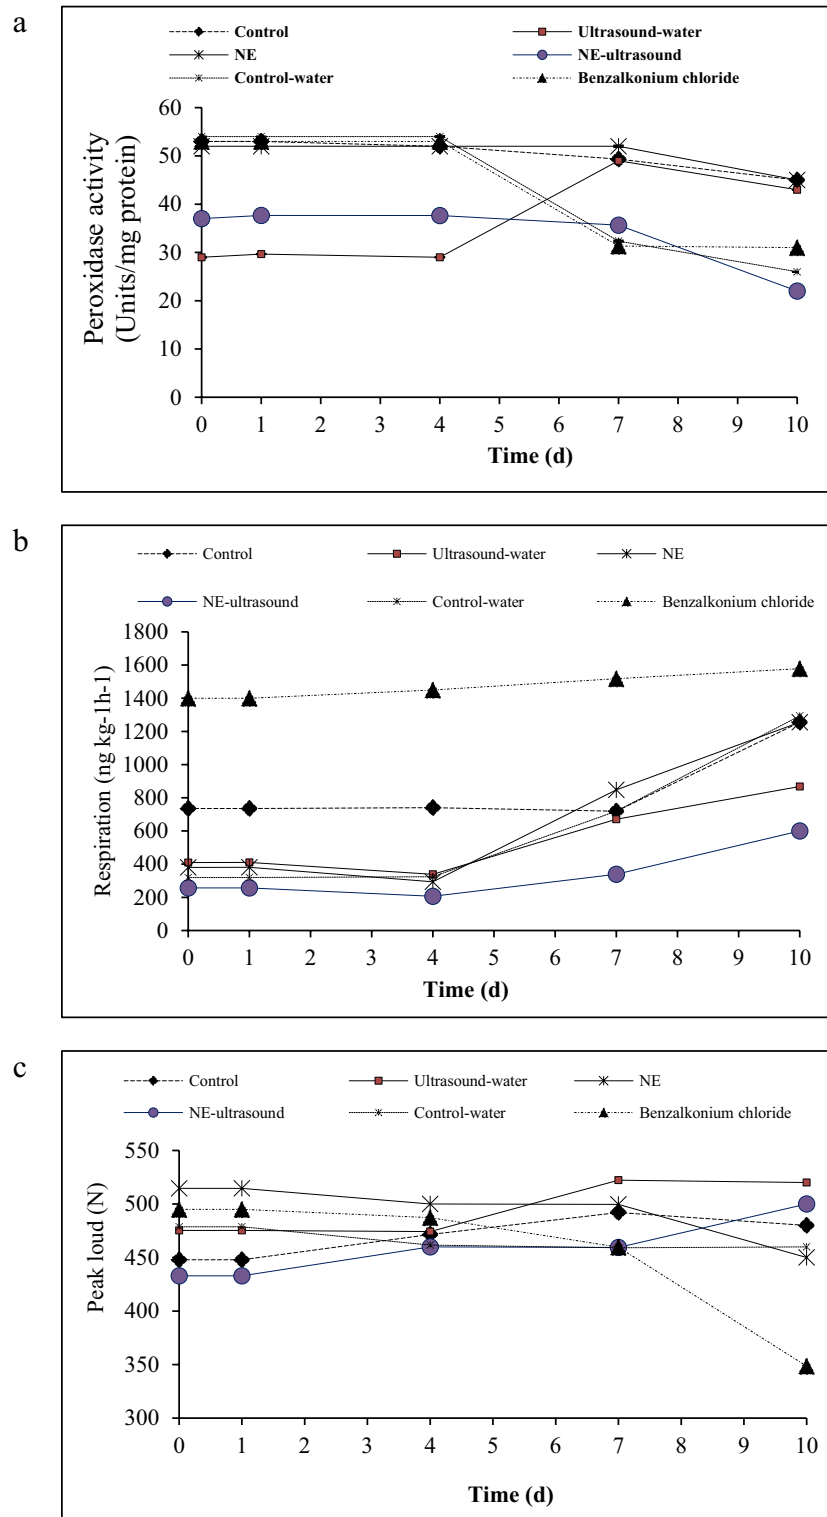 a
Control
Ultrasound-water
NE
NE-ultrasound
Control-water
Benzalkonium chloride
Peroxidase activity
(Units/mg protein)
60
50
40
30
20
10
0
0 1 2 3 4 5 6 7 8 9 10
Time (d)
b
Control Ultrasound-water NE
NE-ultrasound Control-water Benzalkonium chloride
Respiration (ng kg-1h-1)
1800
1600
1400
1200
1000
800
600
400
200
0
0 1 2 3 4 5 6 7 8 9 10
Time (d)
c
Control Ultrasound-water NE
NE-ultrasound Control-water Benzalkonium chloride
Peak loud (N)
550
500
450
400
350
300
0 1 2 3 4 5 6 7 8 9 10
Time (d)